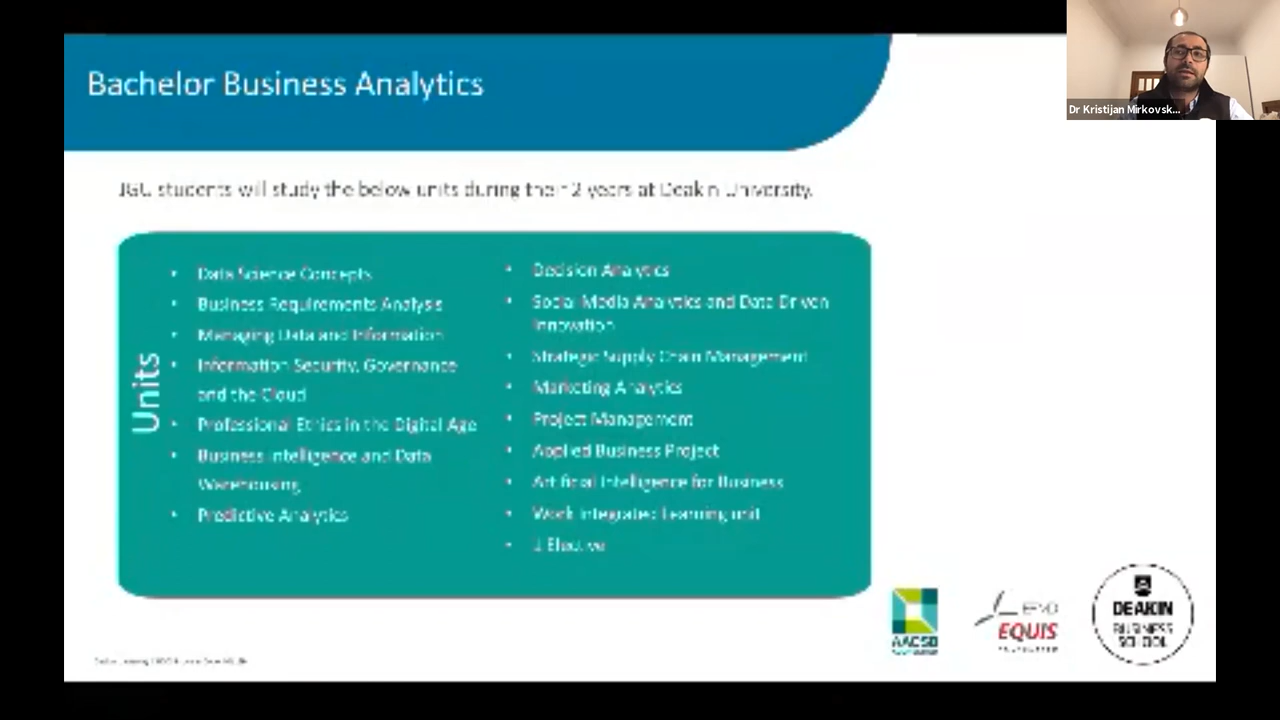 Bachelor Business Analytics
Dr Kristijan Mirkovsk...
JGU students will study the below units during their 2 years at Deakin University.
Units
• Data Science Concepts
• Business Requirements Analysis
• Managing Data and Information
• Information Security, Governance
and the Cloud
• Professional Ethics in the Digital Age
• Business Intelligence and Data
Warehousing
• Predictive Analytics
• Decision Analytics
• Social Media Analytics and Data Driven
Innovation
• Strategic Supply Chain Management
• Marketing Analytics
• Project Management
• Applied Business Project
• Artificial Intelligence for Business
• Work Integrated Learning unit
• 1 Elective
AACSB
EFMD
EQUIS
DEAKIN
BUSINESS
SCHOOL